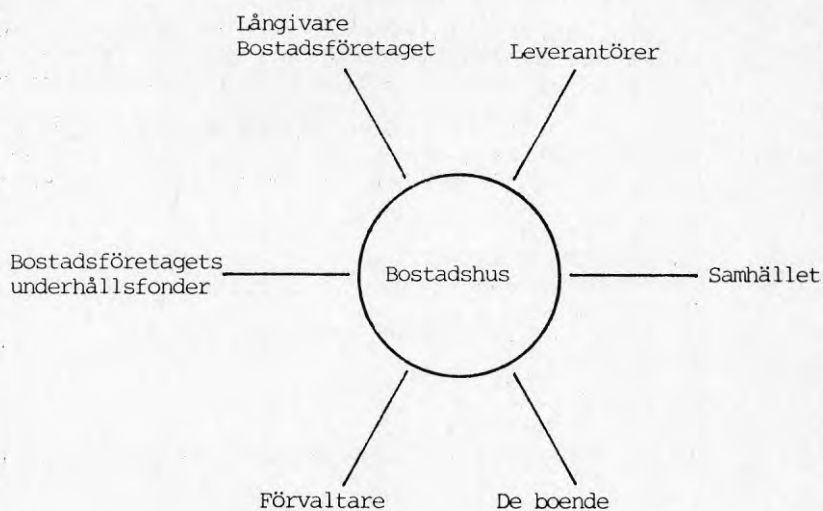 Långivare
Bostadsföretaget
Leverantörer
Bostadsföretagets
underhållsfonder
Bostadshus
Samhället
Förvaltare
De boende